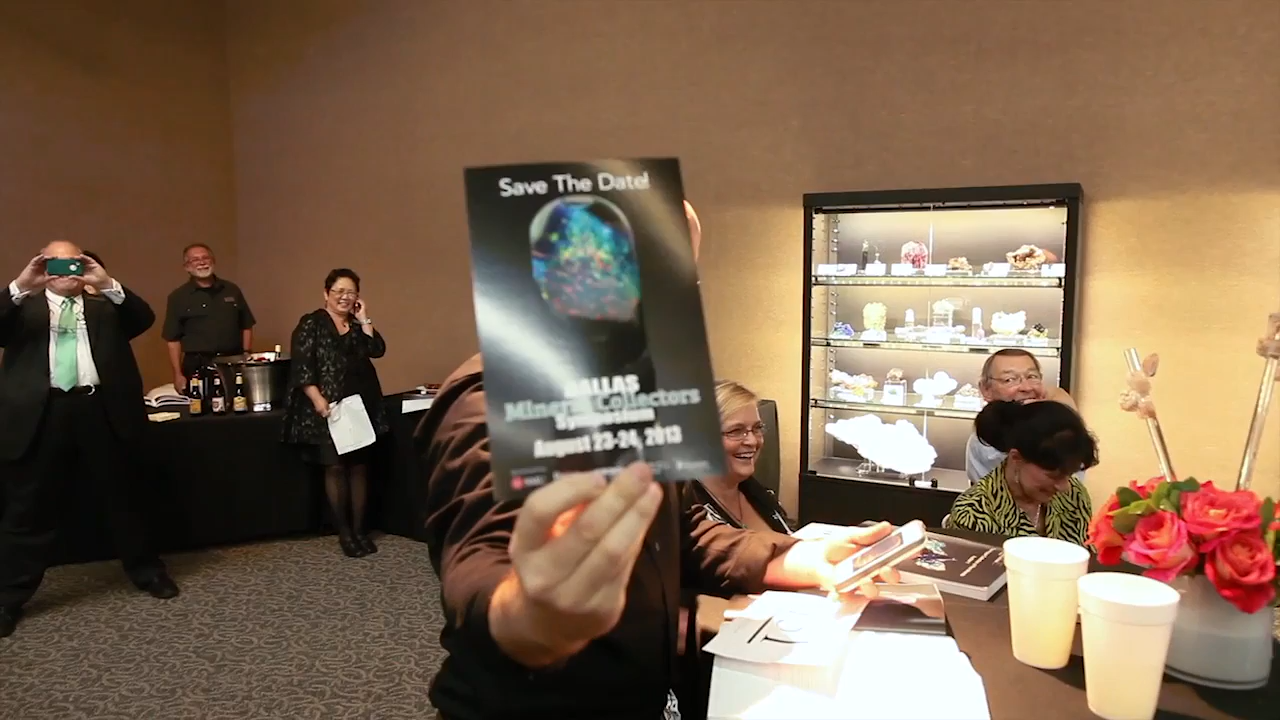 Save The Date!
DALLAS
Mineral Collectors
Symposium
August 23-24, 2013